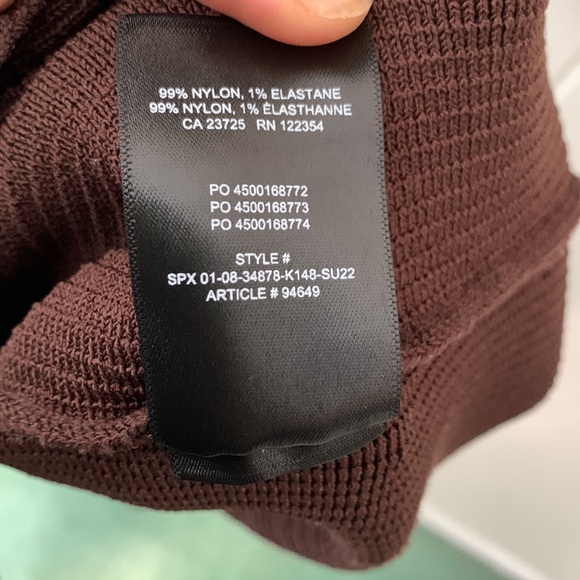 99% NYLON, 1% ELASTANE
99% NYLON, 1% ÉLASTHANNE
CA 23725 RN 122354
PO 4500168772
PO 4500168773
PO 4500168774
STYLE #
SPX 01-08-34878-K148-SU22
ARTICLE # 94649